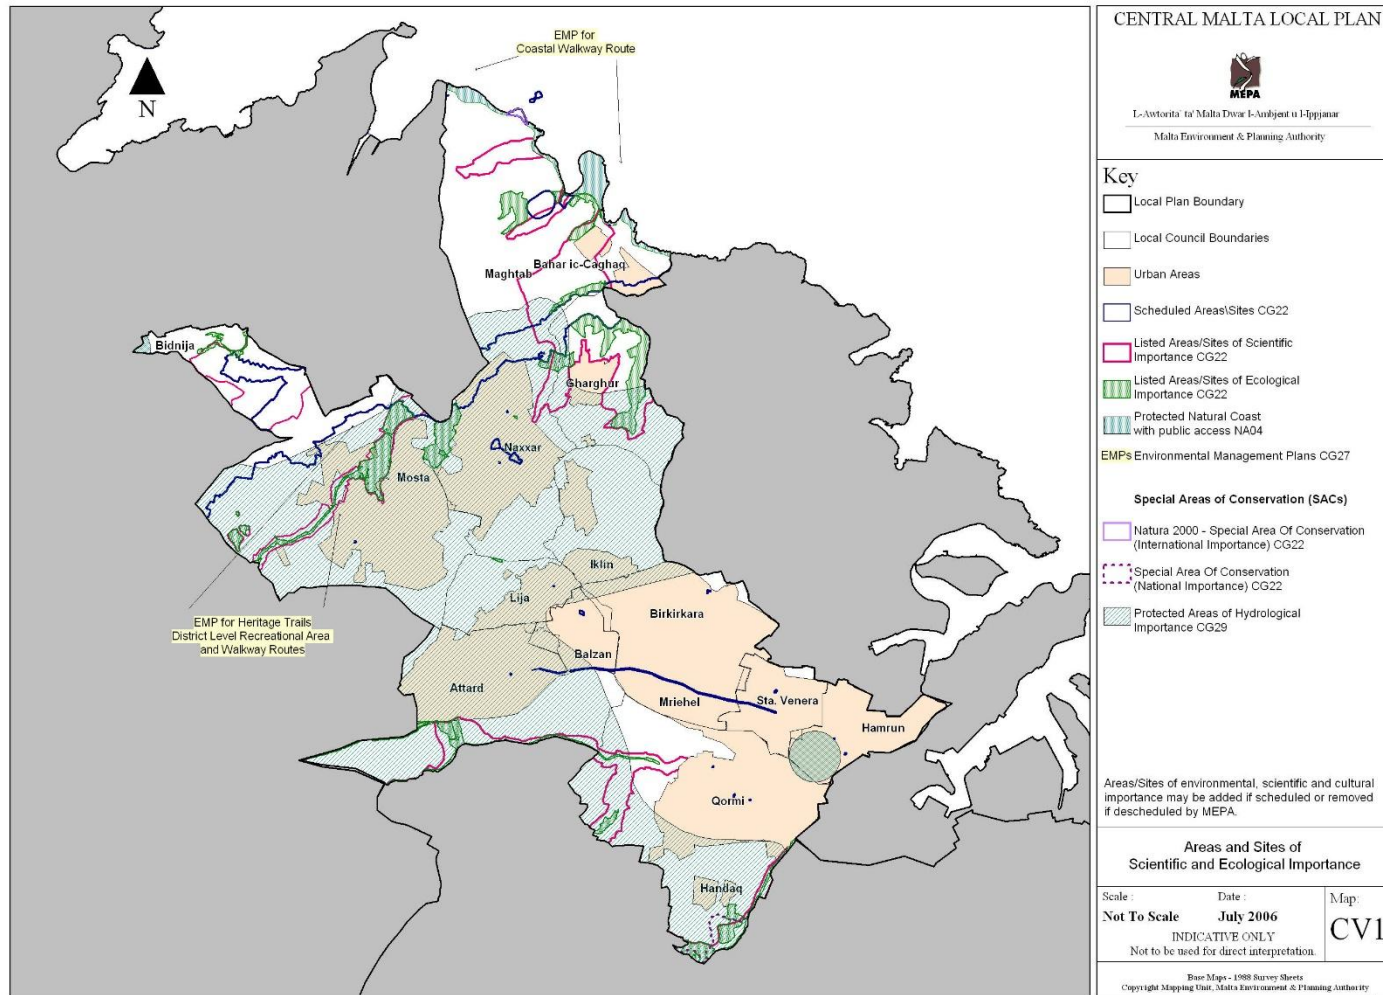 EMP for
Coastal Walkway Route
N
Maghtab
Bahar ic-Caghaq
Bidnija
Gharghur
Naxxar
Mosta
Iklin
Lija
Birkirkara
EMP for Heritage Trails
District Level Recreational Area
and Walkway Routes
Balzan
Attard
Mriehel
Sta. Venera
Hamrun
Qormi
Handaq
CENTRAL MALTA LOCAL PLAN
MEPA
L-Awtorita' ta' Malta Dwar l-Ambjent u l-Ippjanar
Malta Environment & Planning Authority
Key
Local Plan Boundary
Local Council Boundaries
Urban Areas
Scheduled Areas\Sites CG22
Listed Areas/Sites of Scientific
Importance CG22
Listed Areas/Sites of Ecological
Importance CG22
Protected Natural Coast
with public access NA04
EMPs Environmental Management Plans CG27
Special Areas of Conservation (SACs)
Natura 2000 - Special Area Of Conservation
(International Importance) CG22
Special Area Of Conservation
(National Importance) CG22
Protected Areas of Hydrological
Importance CG29
Areas/Sites of environmental, scientific and cultural
importance may be added if scheduled or removed
if descheduled by MEPA.
Areas and Sites of
Scientific and Ecological Importance
Scale : Date : Map:
Not To Scale July 2006 CV1
INDICATIVE ONLY
Not to be used for direct interpretation.
Base Maps - 1988 Survey Sheets
Copyright Mapping Unit, Malta Environment & Planning Authority